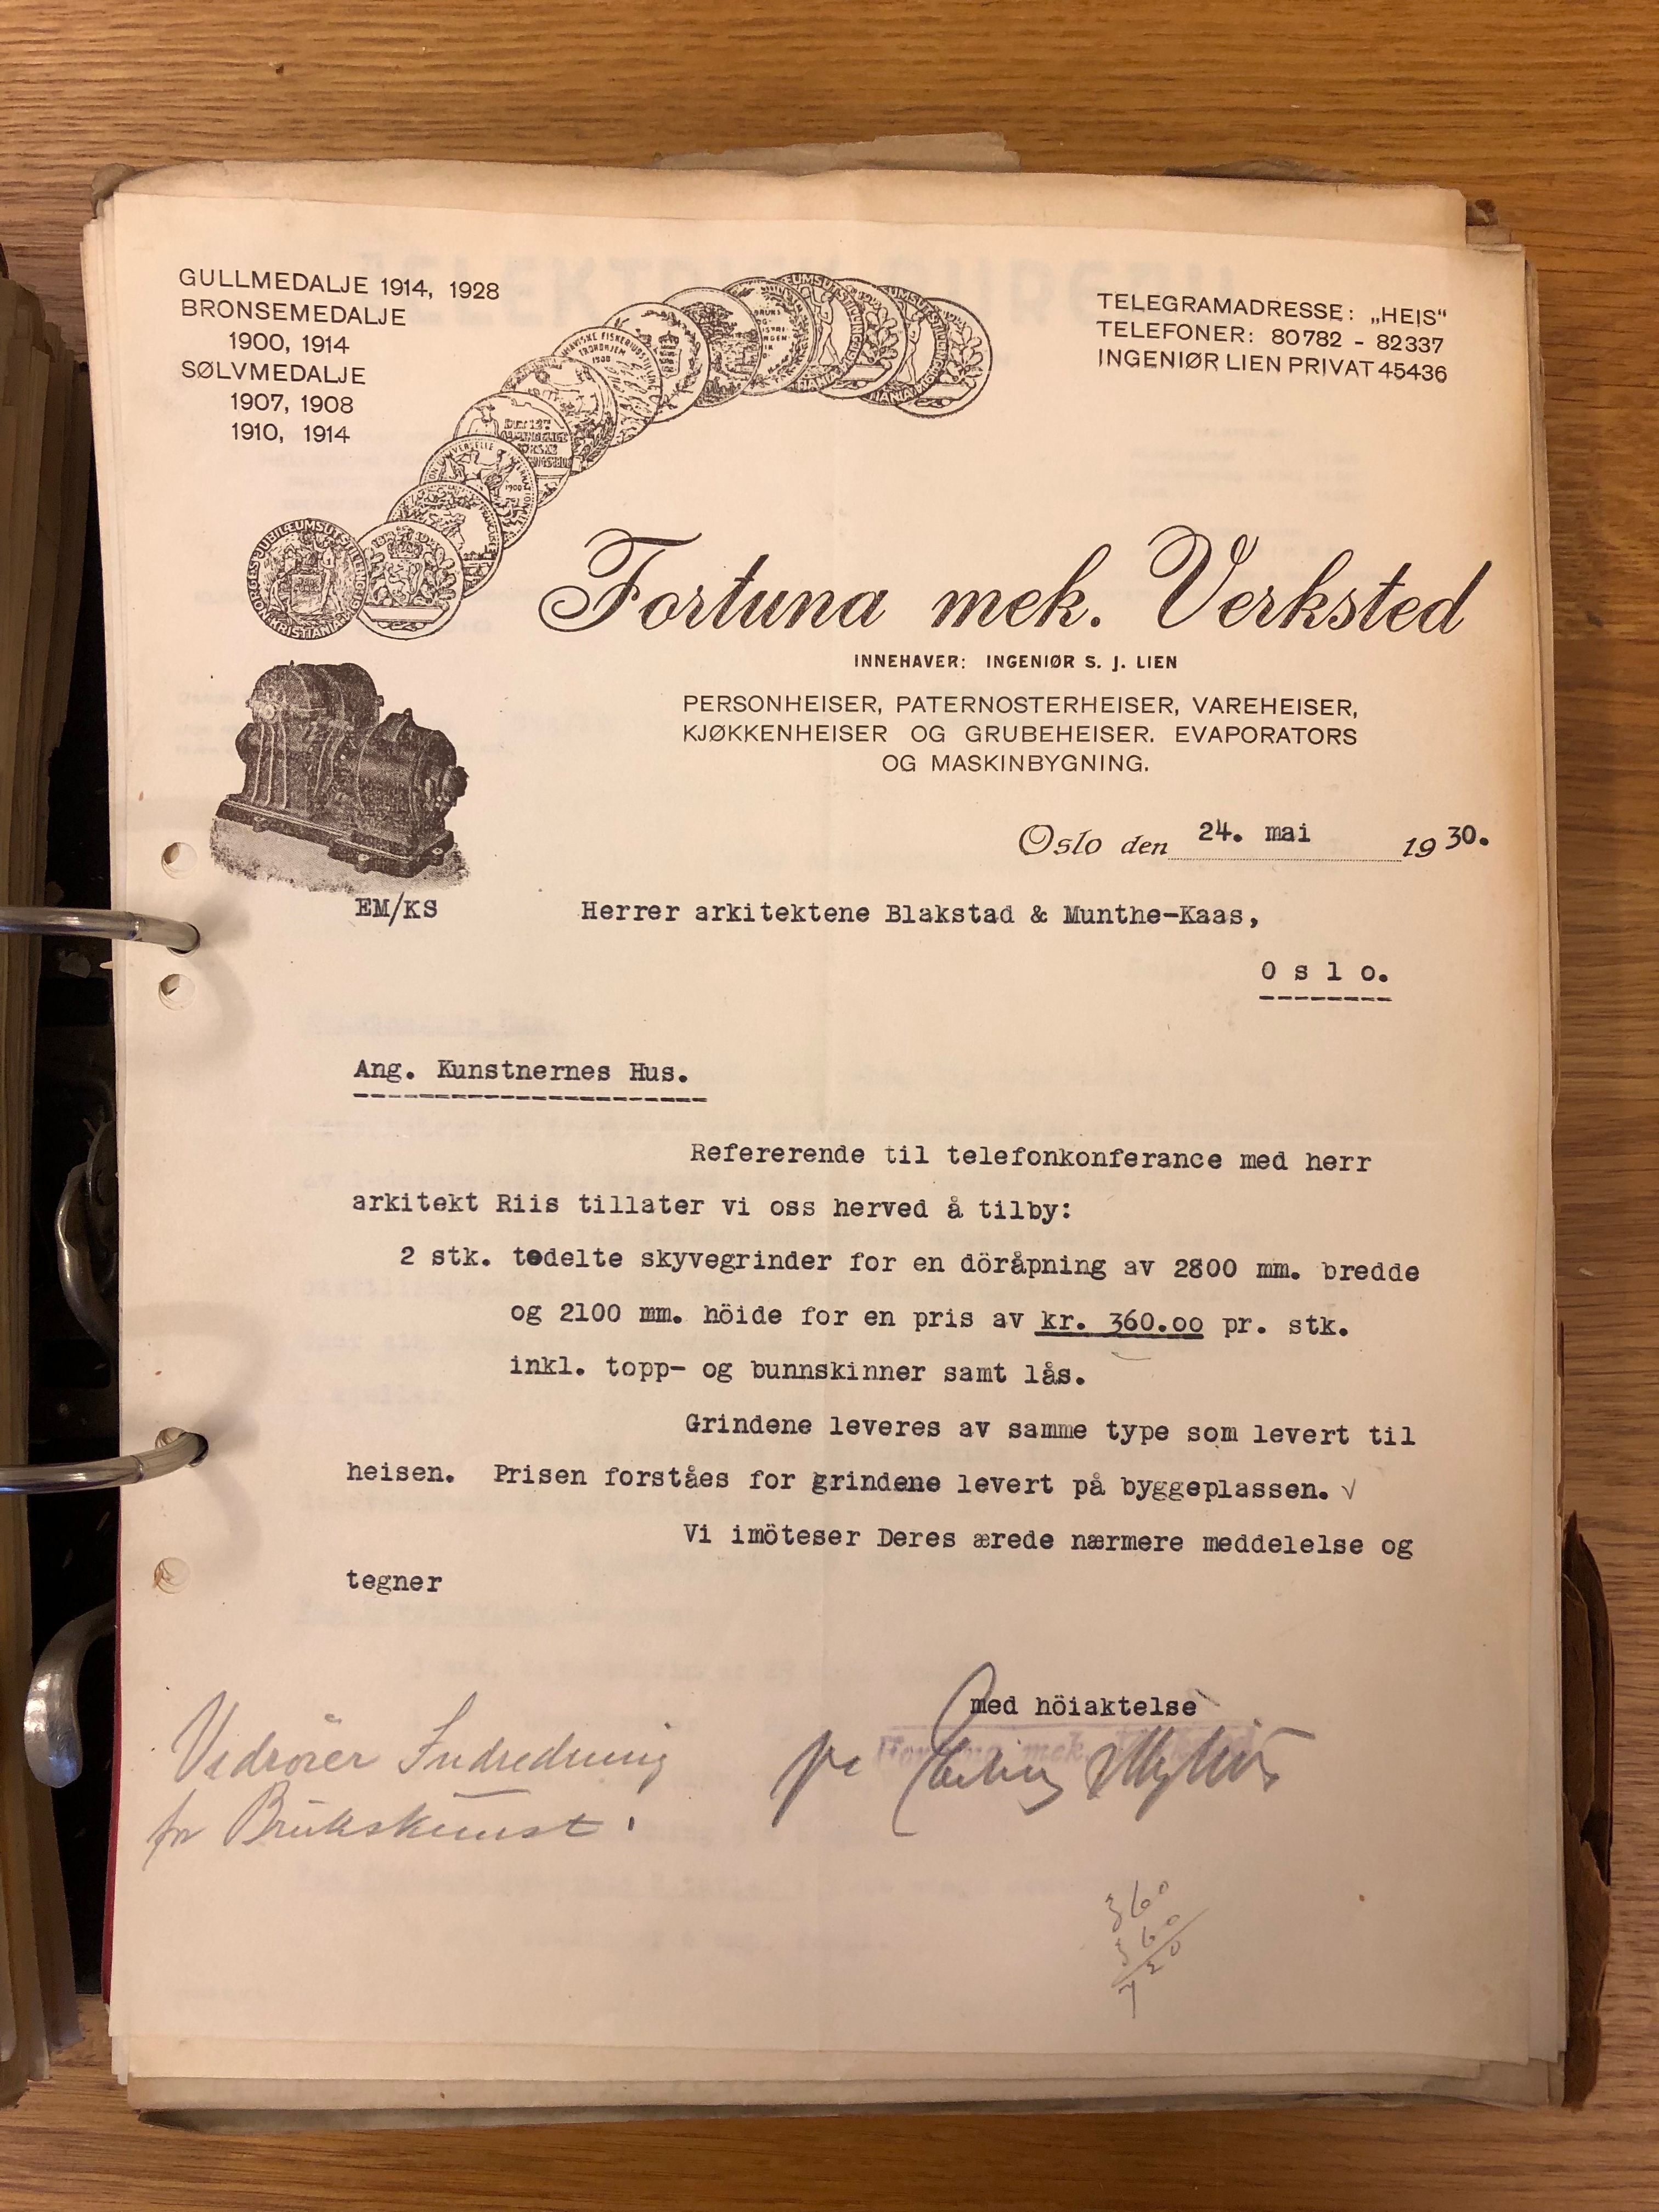 GULLMEDALJE 1914, 1928
BRONSEMEDALJE
1900, 1914
SØLVMEDALJE
1907, 1908
1910, 1914
TELEGRAMADRESSE: „HEIS“
TELEFONER: 80782 - 82337
INGENIØR LIEN PRIVAT 45436
Fortuna mek. Verksted
INNEHAVER: INGENIØR S. J. LIEN
PERSONHEISER, PATERNOSTERHEISER, VAREHEISER,
KJØKKENHEISER OG GRUBEHEISER. EVAPORATORS
OG MASKINBYGNING.
Oslo den 24. mai 1930.
EM/KS
Herrer arkitektene Blakstad & Munthe-Kaas,
O s l o.
Ang. Kunstnernes Hus.
Refererende til telefonkonferance med herr
arkitekt Riis tillater vi oss herved å tilby:
2 stk. todelte skyvegrinder for en döråpning av 2800 mm. bredde
og 2100 mm. höide for en pris av kr. 360.00 pr. stk.
inkl. topp- og bunnskinner samt lås.
Grindene leveres av samme type som levert til
heisen. Prisen forståes for grindene levert på byggeplassen. √
Vi imöteser Deres ærede nærmere meddelelse og
tegner
med höiaktelse
Fortuna mek. Verksted
Vedrører Indredning
for Brukskunst.
360
360
720